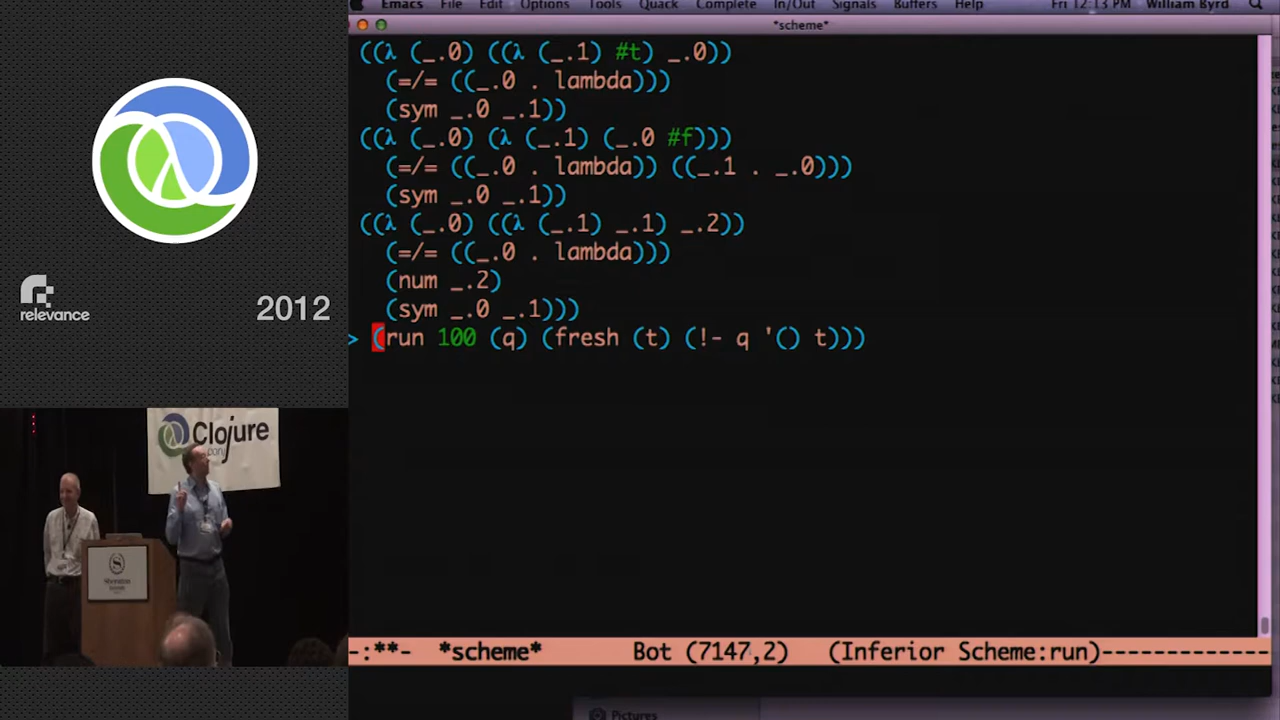 Emacs File Edit Options Tools Quack Complete In/Out Signals Buffers Help Fri 12:13 PM William Byrd
*scheme*
((λ (_.0) ((λ (_.1) #t) _.0))
(=/= ((_.0 . lambda)))
(sym _.0 _.1))
((λ (_.0) (λ (_.1) (_.0 #f)))
(=/= ((_.0 . lambda)) ((_.1 . _.0)))
(sym _.0 _.1))
((λ (_.0) ((λ (_.1) _.1) _.2))
(=/= ((_.0 . lambda)))
(num _.2)
(sym _.0 _.1)))
> (run 100 (q) (fresh (t) (!- q '() t)))
-:**- *scheme* Bot (7147,2) (Inferior Scheme:run)------------
Pictures
relevance
2012
Clojure
conj
Sheraton